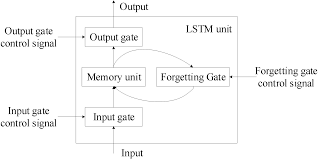 Output
LSTM unit
Output gate
control signal
Output gate
Memory unit
Forgetting Gate
Forgetting gate
control signal
Input gate
control signal
Input gate
Input